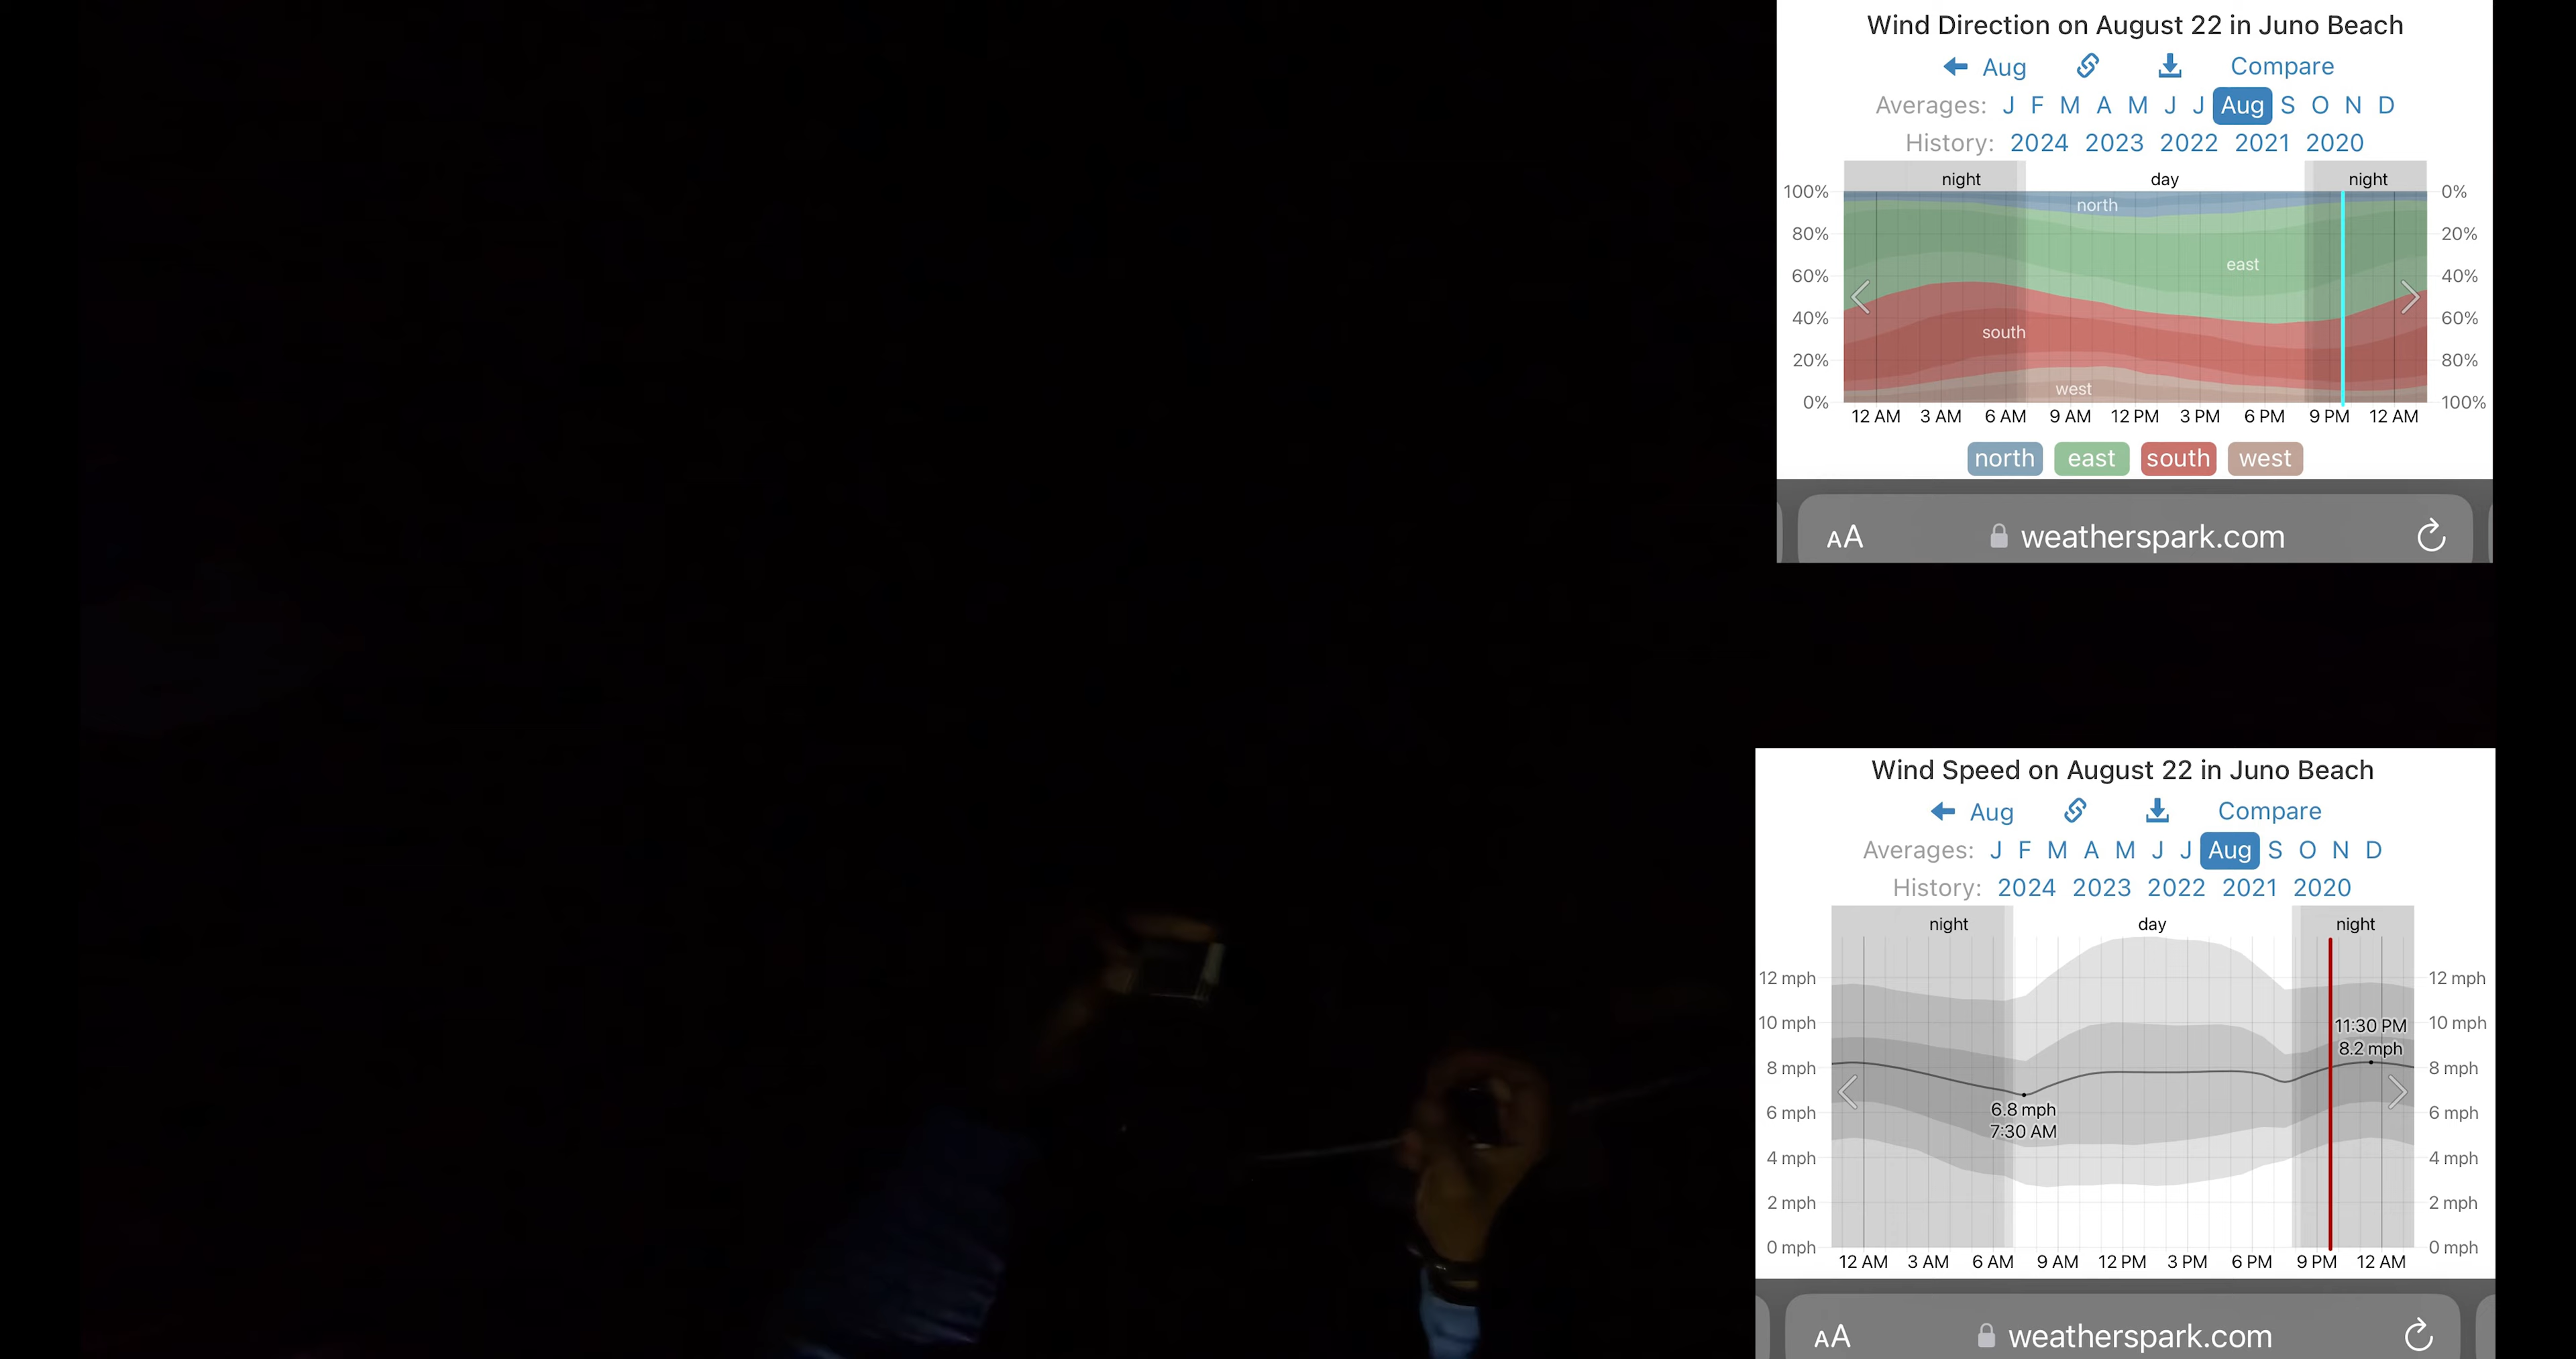 Wind Direction on August 22 in Juno Beach
Aug Compare
Averages: J F M A M J J Aug S O N D
History: 2024 2023 2022 2021 2020
night day night
100% 0%
north
80% 20%
east
60% 40%
40% 60%
south
20% 80%
west
0% 100%
12 AM 3 AM 6 AM 9 AM 12 PM 3 PM 6 PM 9 PM 12 AM
north east south west
AA weatherspark.com
Wind Speed on August 22 in Juno Beach
Aug Compare
Averages: J F M A M J J Aug S O N D
History: 2024 2023 2022 2021 2020
night day night
12 mph 12 mph
10 mph 11:30 PM 10 mph
8.2 mph
8 mph 8 mph
6 mph 6.8 mph 6 mph
7:30 AM
4 mph 4 mph
2 mph 2 mph
0 mph 0 mph
12 AM 3 AM 6 AM 9 AM 12 PM 3 PM 6 PM 9 PM 12 AM
AA weatherspark.com